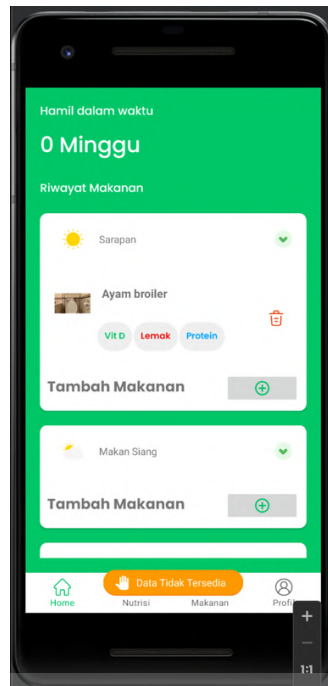 Hamil dalam waktu
0 Minggu
Riwayat Makanan
Sarapan
Ayam broiler
Vit D Lemak Protein
Tambah Makanan
Makan Siang
Tambah Makanan
Data Tidak Tersedia
Home Nutrisi Makanan Profil
1:1